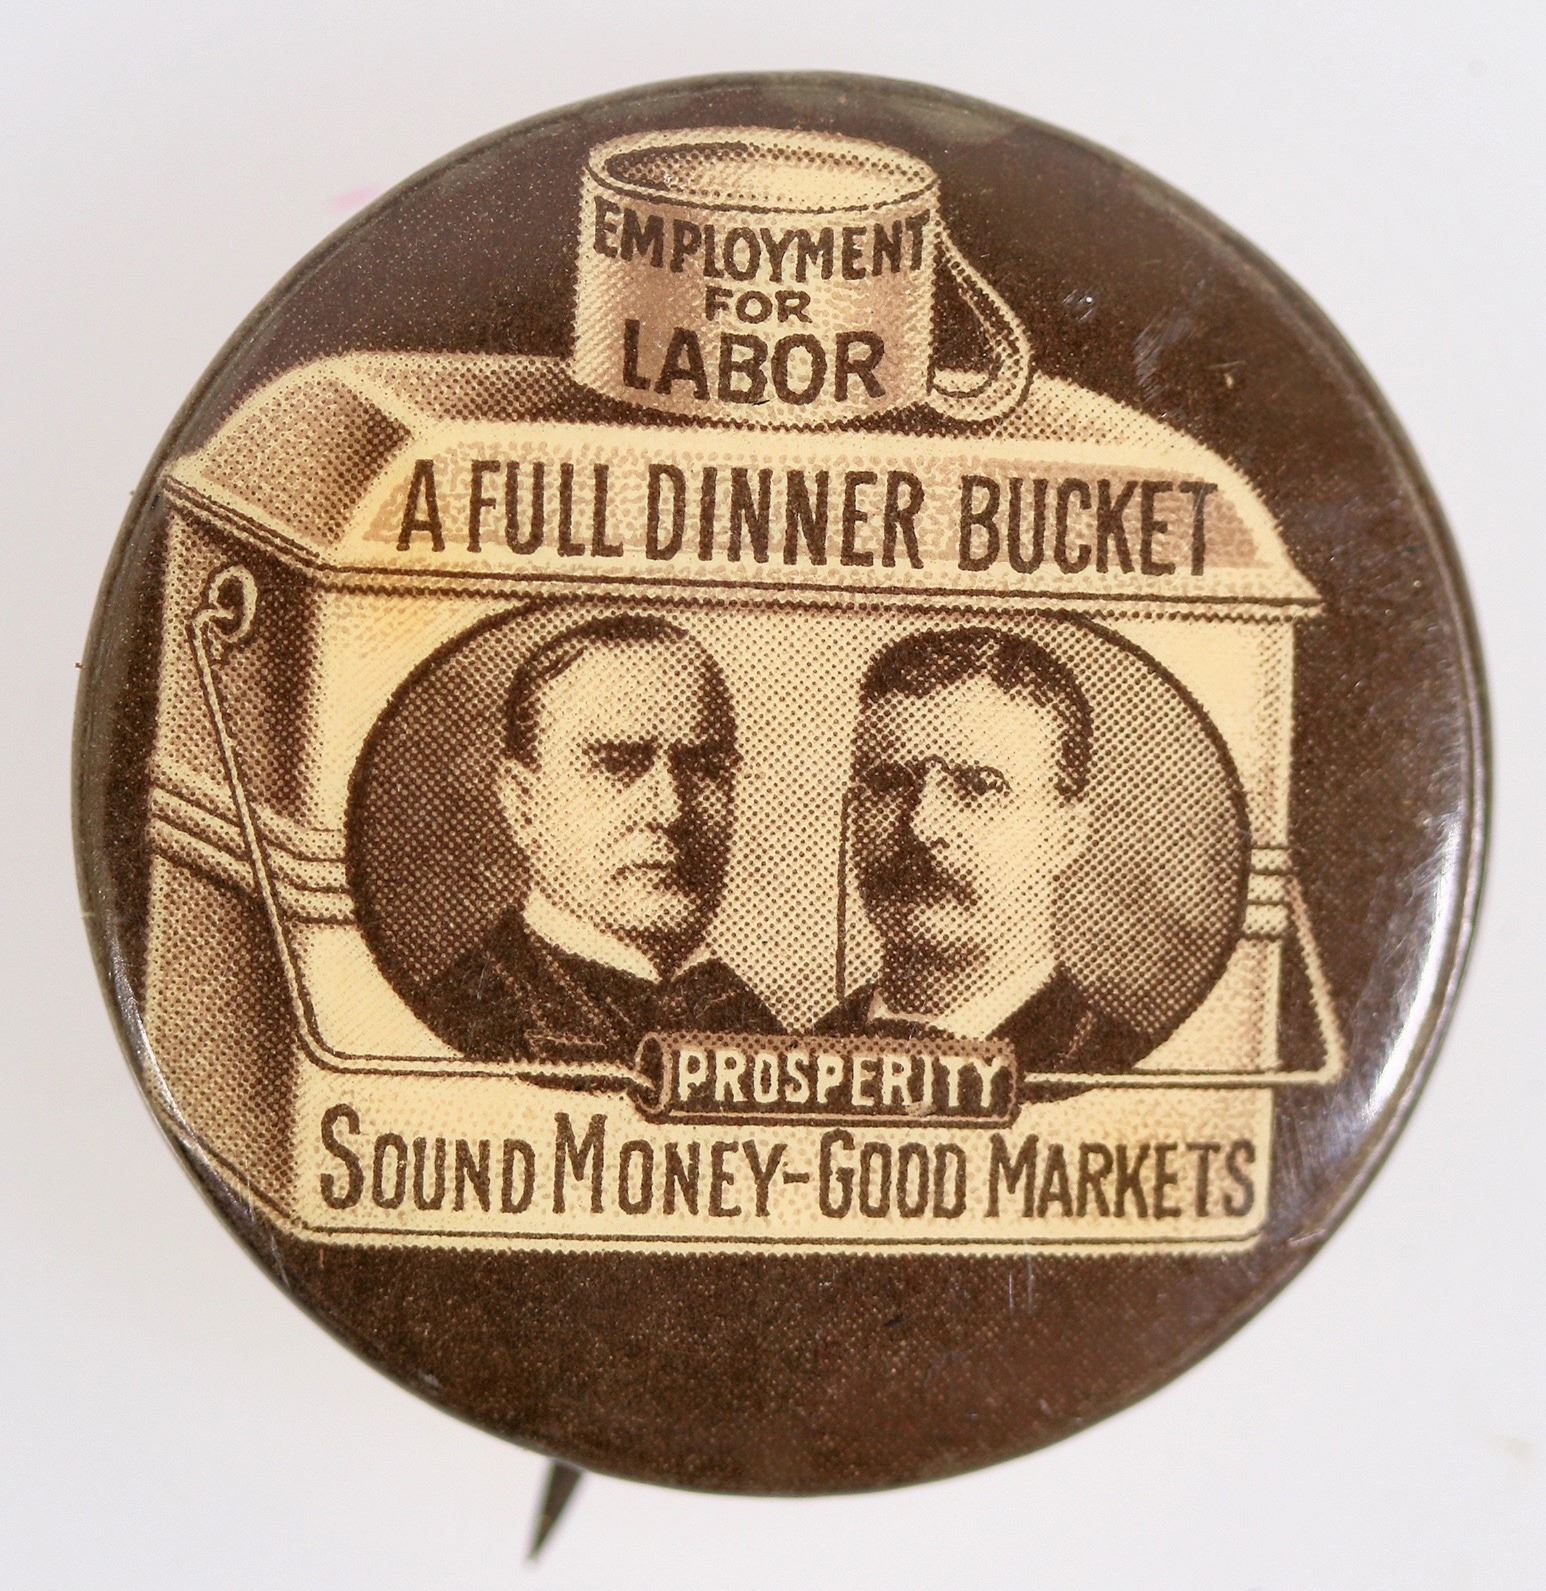 EMPLOYMENT
FOR
LABOR
A FULL DINNER BUCKET
PROSPERITY
SOUND MONEY-GOOD MARKETS